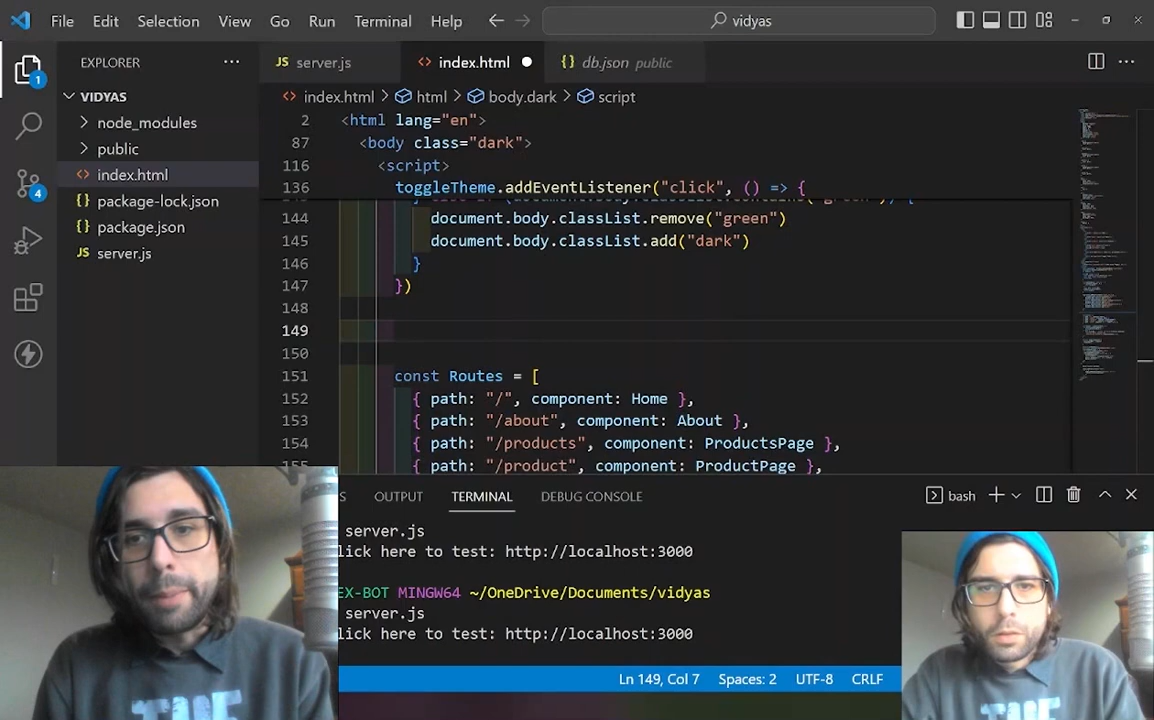 File Edit Selection View Go Run Terminal Help
vidyas
EXPLORER
1
VIDYAS
node_modules
public
index.html
package-lock.json
package.json
server.js
4
JS server.js
<> index.html
{} db.json public
<> index.html > html > body.dark > script
2 <html lang="en">
87 <body class="dark">
116 <script>
136 toggleTheme.addEventListener("click", () => {
144 document.body.classList.remove("green")
145 document.body.classList.add("dark")
146 }
147 })
148
149
150
151 const Routes = [
152 { path: "/", component: Home },
153 { path: "/about", component: About },
154 { path: "/products", component: ProductsPage },
155 { path: "/product", component: ProductPage },
S OUTPUT TERMINAL DEBUG CONSOLE
bash
server.js
lick here to test: http://localhost:3000
EX-BOT MINGW64 ~/OneDrive/Documents/vidyas
server.js
lick here to test: http://localhost:3000
Ln 149, Col 7 Spaces: 2 UTF-8 CRLF